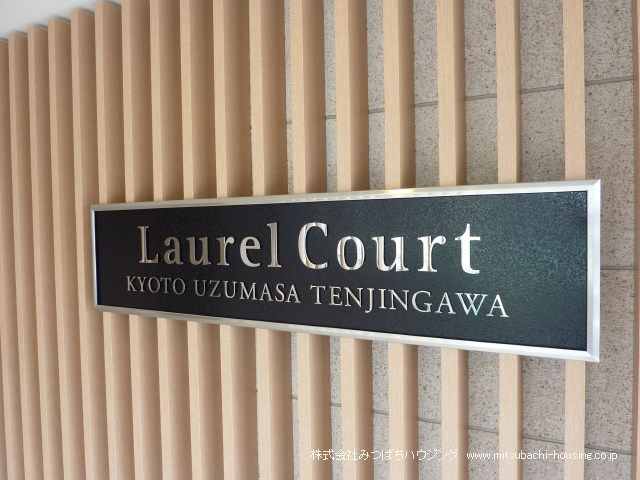 Laurel Court
KYOTO UZUMASA TENJINGAWA
株式会社みつばちハウジング www.mitsubachi-housing.co.jp